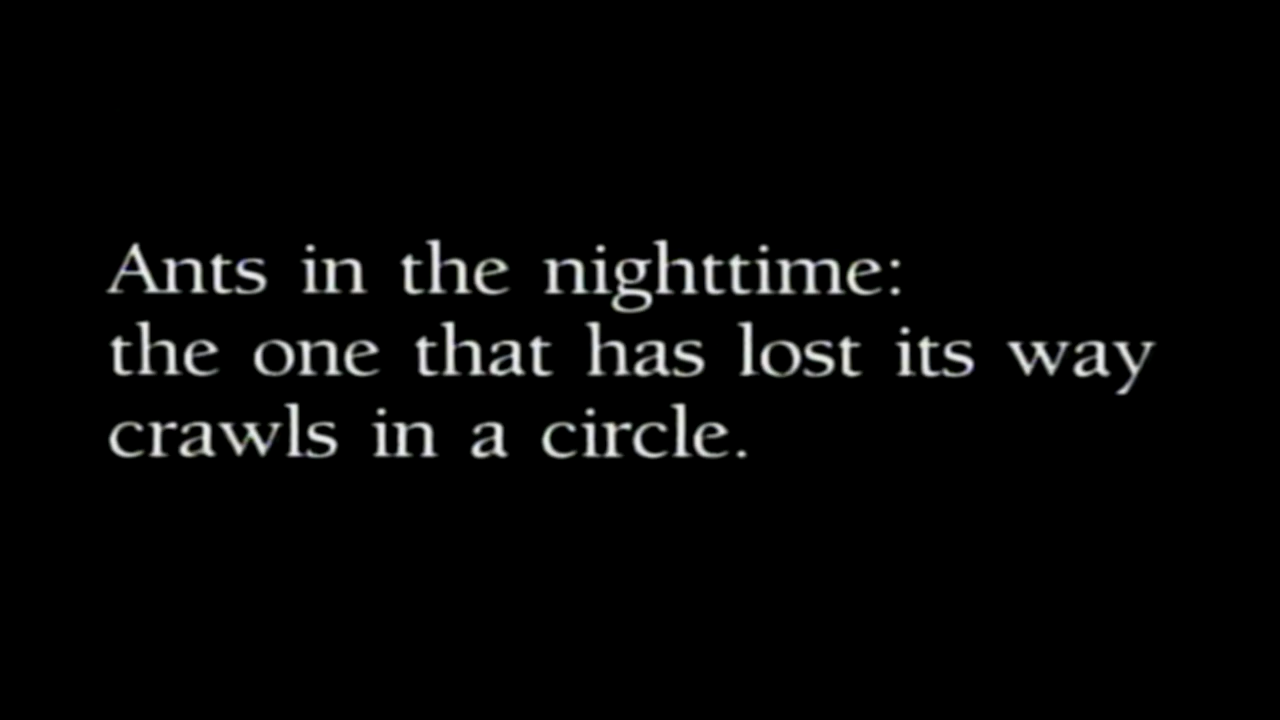 Ants in the nighttime:
the one that has lost its way
crawls in a circle.